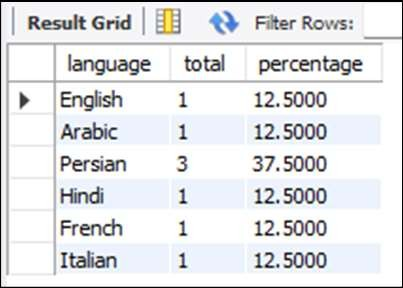 Result Grid Filter Rows:
language total percentage
English 1 12.5000
Arabic 1 12.5000
Persian 3 37.5000
Hindi 1 12.5000
French 1 12.5000
Italian 1 12.5000